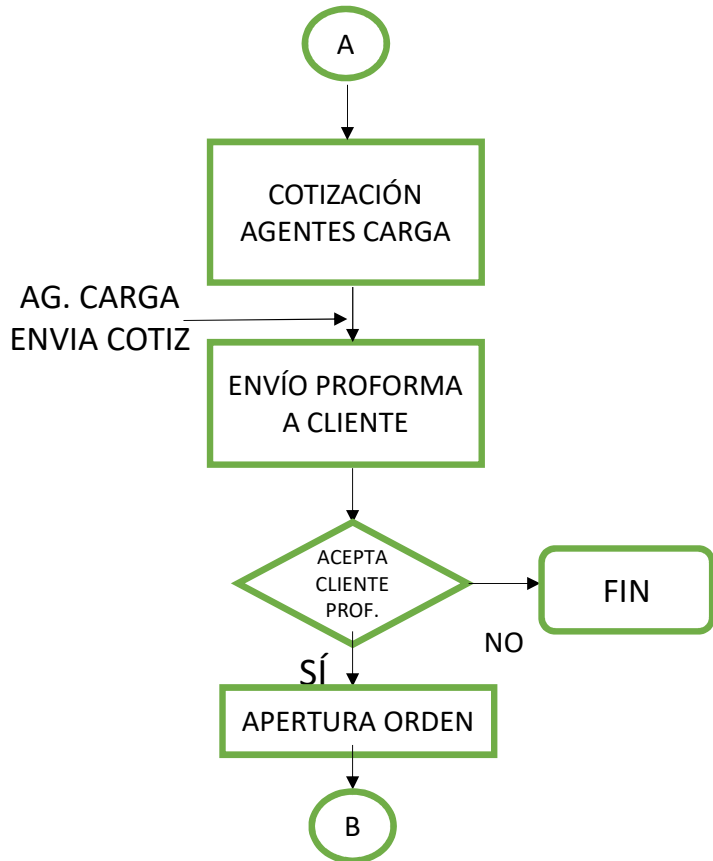 A
COTIZACIÓN
AGENTES CARGA
AG. CARGA
ENVIA COTIZ
ENVÍO PROFORMA
A CLIENTE
ACEPTA
CLIENTE
PROF.
FIN
NO
SÍ
APERTURA ORDEN
B